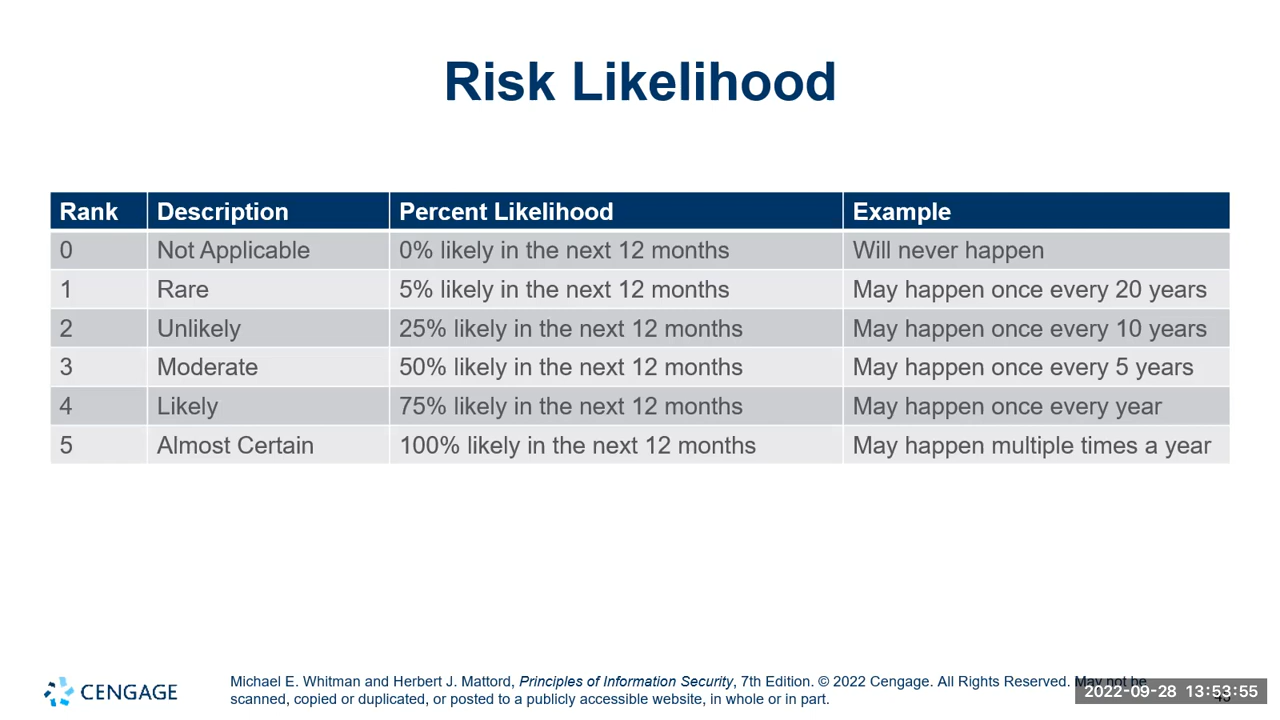 Risk Likelihood
Rank Description Percent Likelihood Example
0 Not Applicable 0% likely in the next 12 months Will never happen
1 Rare 5% likely in the next 12 months May happen once every 20 years
2 Unlikely 25% likely in the next 12 months May happen once every 10 years
3 Moderate 50% likely in the next 12 months May happen once every 5 years
4 Likely 75% likely in the next 12 months May happen once every year
5 Almost Certain 100% likely in the next 12 months May happen multiple times a year
CENGAGE
Michael E. Whitman and Herbert J. Mattord, Principles of Information Security, 7th Edition. © 2022 Cengage. All Rights Reserved. May not be
scanned, copied or duplicated, or posted to a publicly accessible website, in whole or in part.
2022-09-28 13:53:55